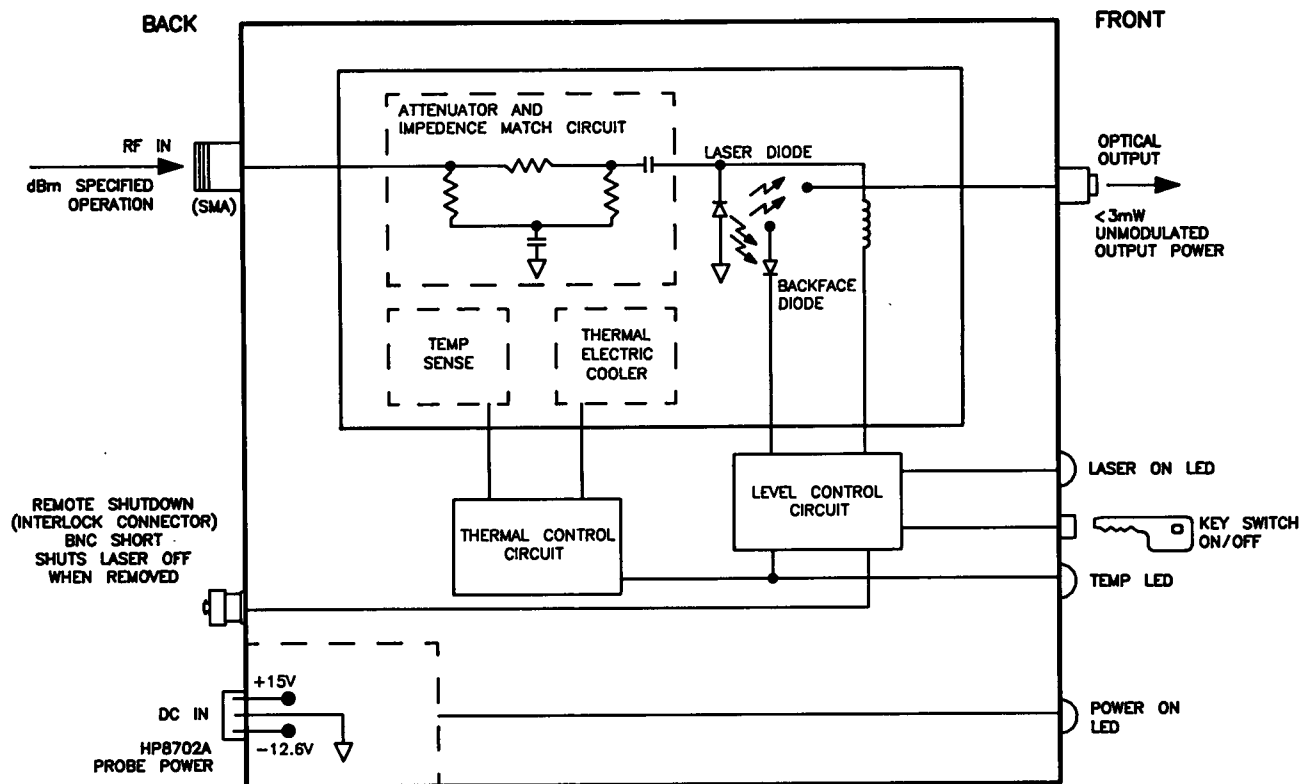 BACK
FRONT
ATTENUATOR AND
IMPEDENCE MATCH CIRCUIT
RF IN
dBm SPECIFIED
OPERATION
(SMA)
LASER DIODE
OPTICAL
OUTPUT
<3mW
UNMODULATED
OUTPUT POWER
BACKFACE
DIODE
TEMP
SENSE
THERMAL
ELECTRIC
COOLER
LASER ON LED
LEVEL CONTROL
CIRCUIT
KEY SWITCH
ON/OFF
REMOTE SHUTDOWN
(INTERLOCK CONNECTOR)
BNC SHORT
SHUTS LASER OFF
WHEN REMOVED
THERMAL CONTROL
CIRCUIT
TEMP LED
+15V
DC IN
-12.6V
HP8702A
PROBE POWER
POWER ON
LED